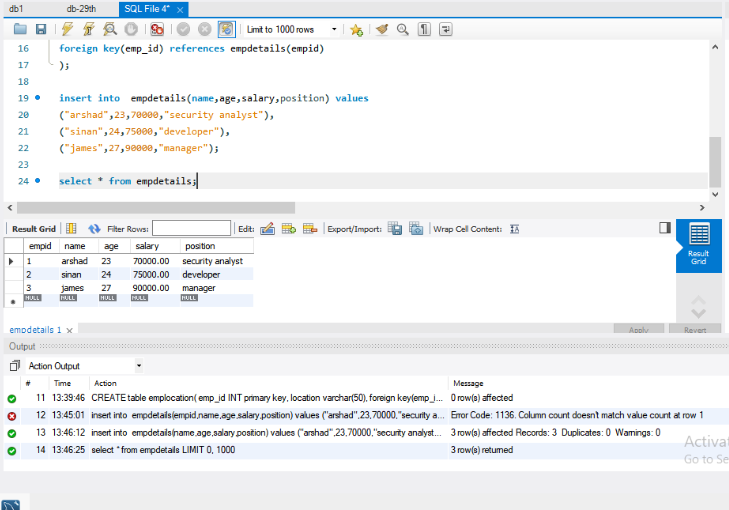 db1 db-29th SQL File 4* ×
Limit to 1000 rows
16 foreign key(emp_id) references empdetails(empid)
17 );
18
19 insert into empdetails(name,age,salary,position) values
20 ("arshad",23,70000,"security analyst"),
21 ("sinan",24,75000,"developer"),
22 ("james",27,90000,"manager");
23
24 select * from empdetails;
Result Grid Filter Rows: Edit: Export/Import: Wrap Cell Content: IA
Result Grid
empid name age salary position
1 arshad 23 70000.00 security analyst
2 sinan 24 75000.00 developer
3 james 27 90000.00 manager
NULL NULL NULL NULL NULL
empdetails 1 × Apply Revert
Output
Action Output
# Time Action Message
11 13:39:46 CREATE table emplocation( emp_id INT primary key, location varchar(50), foreign key(emp_i... 0 row(s) affected
12 13:45:01 insert into empdetails(empid,name,age,salary,position) values ("arshad",23,70000,"security a... Error Code: 1136. Column count doesn't match value count at row 1
13 13:46:12 insert into empdetails(name,age,salary,position) values ("arshad",23,70000,"security analyst... 3 row(s) affected Records: 3 Duplicates: 0 Warnings: 0
14 13:46:25 select * from empdetails LIMIT 0, 1000 3 row(s) returned
Activat
Go to Se